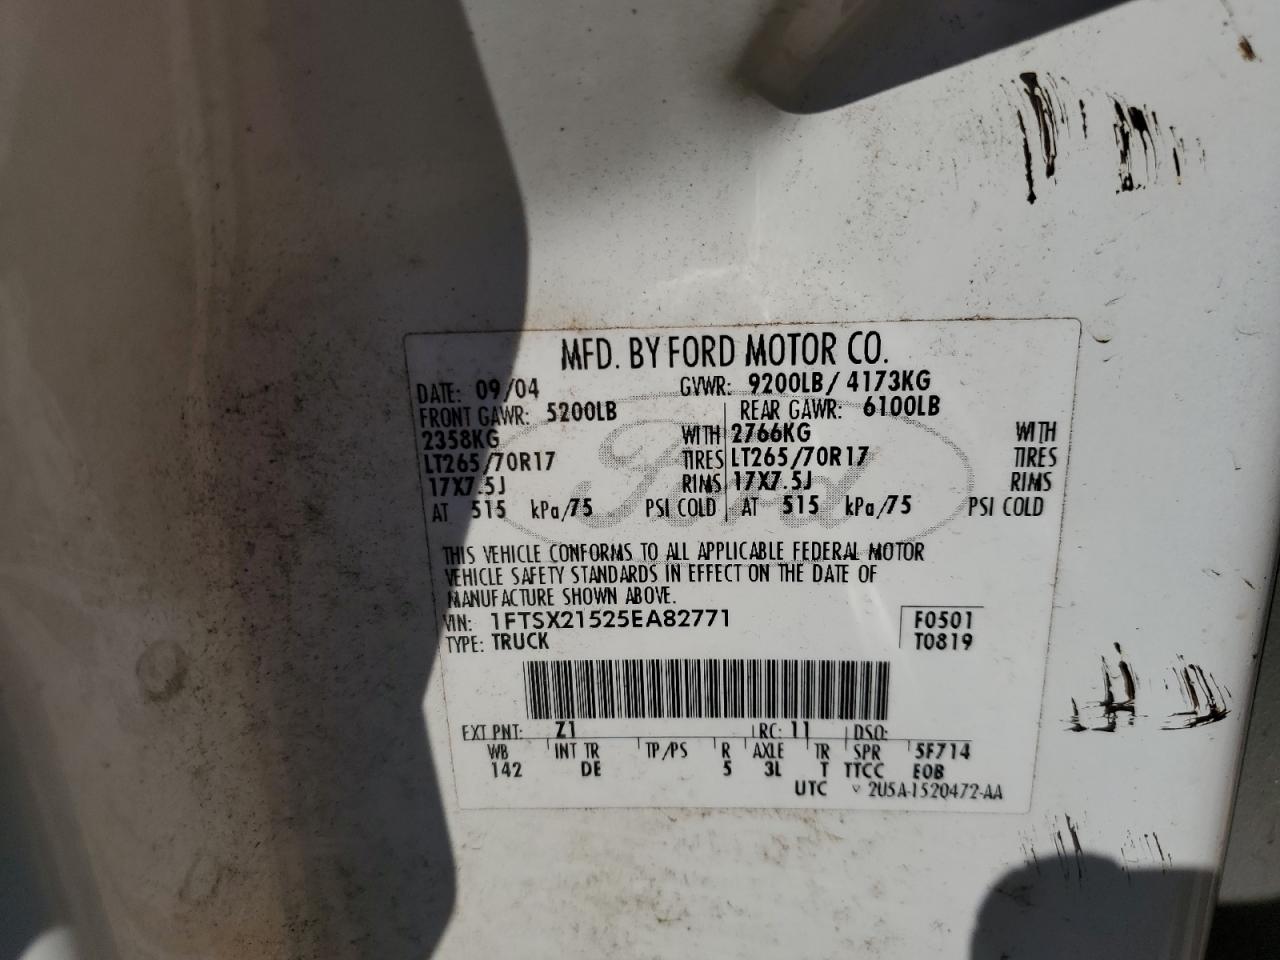 MFD. BY FORD MOTOR CO.
DATE: 09/04 GVWR: 9200LB/ 4173KG
FRONT GAWR: 5200LB REAR GAWR: 6100LB
2358KG WITH 2766KG WITH
LT265/70R17 TIRES LT265/70R17 TIRES
17X7.5J RIMS 17X7.5J RIMS
AT 515 kPa/75 PSI COLD AT 515 kPa/75 PSI COLD
Ford
THIS VEHICLE CONFORMS TO ALL APPLICABLE FEDERAL MOTOR
VEHICLE SAFETY STANDARDS IN EFFECT ON THE DATE OF
MANUFACTURE SHOWN ABOVE.
VIN: 1FTSX21525EA82771 F0501
TYPE: TRUCK T0819
EXT PNT: Z1 RC: 11 DSO:
WB INT TR TP/PS R AXLE TR SPR 5F714
142 DE 5 3L T TTCC EOB
UTC 2U5A-1520472-AA